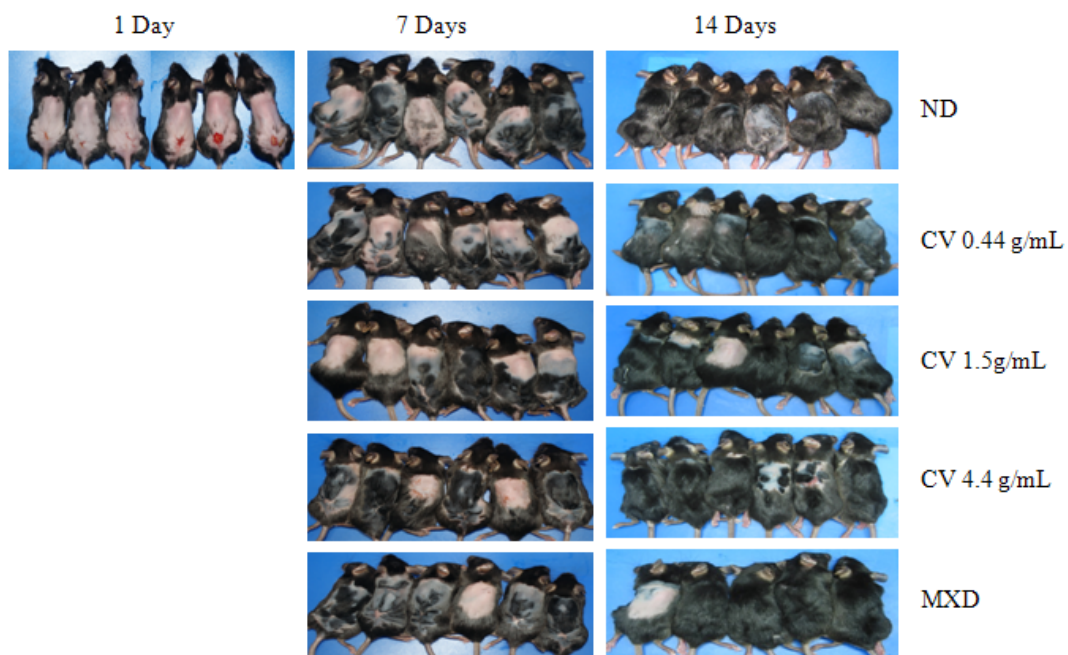 1 Day
7 Days
14 Days
ND
CV 0.44 g/mL
CV 1.5g/mL
CV 4.4 g/mL
MXD